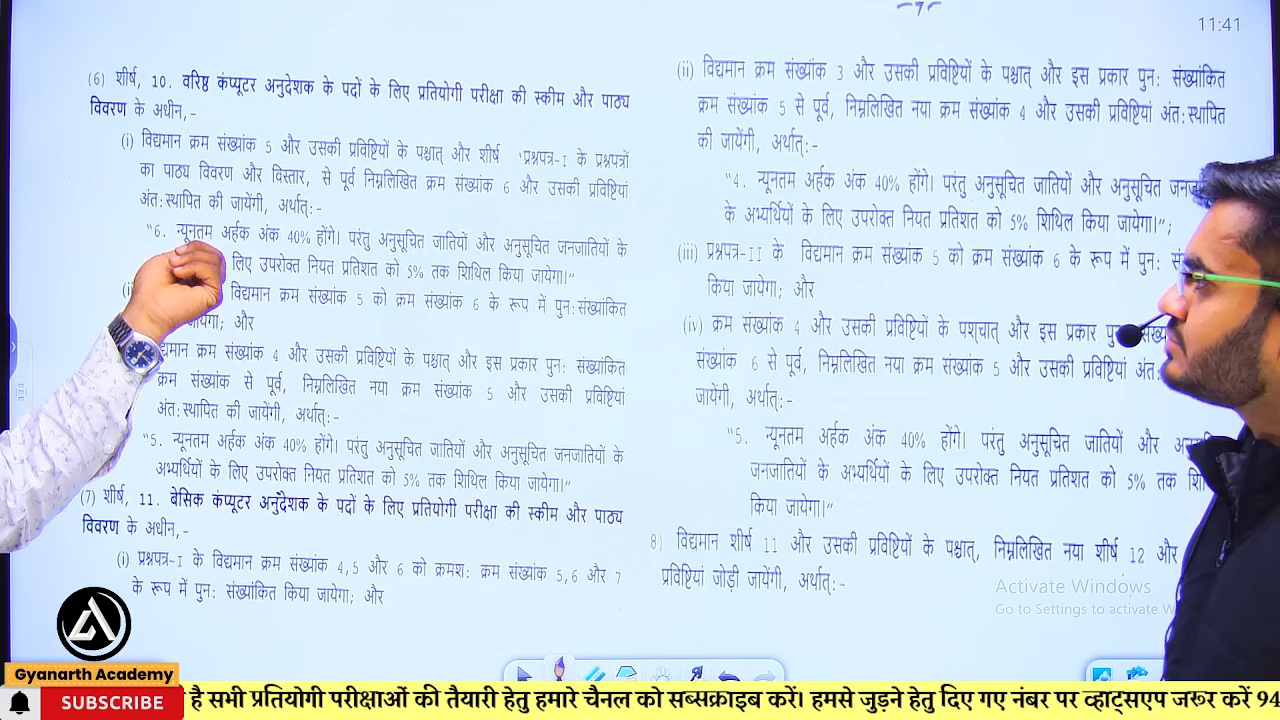 11:41
(6) शीर्ष, 10. वरिष्ठ कंप्यूटर अनुदेशक के पदों के लिए प्रतियोगी परीक्षा की स्कीम और पाठ्य
विवरण के अधीन,-
(i) विद्यमान क्रम संख्यांक 5 और उसकी प्रविष्टियों के पश्चात् और शीर्ष 'प्रश्नपत्र-I के प्रश्नपत्रों
का पाठ्य विवरण और विस्तार, से पूर्व निम्नलिखित क्रम संख्यांक 6 और उसकी प्रविष्टियां
अंत:स्थापित की जायेंगी, अर्थात्:-
"6. न्यूनतम अर्हक अंक 40% होंगे। परंतु अनुसूचित जातियों और अनुसूचित जनजातियों के
लिए उपरोक्त नियत प्रतिशत को 5% तक शिथिल किया जायेगा।"
विद्यमान क्रम संख्यांक 5 को क्रम संख्यांक 6 के रूप में पुन:संख्यांकित
जायेगा; और
क्रम संख्यांक 4 और उसकी प्रविष्टियों के पश्चात् और इस प्रकार पुन: संख्यांकित
क्रम संख्यांक से पूर्व, निम्नलिखित नया क्रम संख्यांक 5 और उसकी प्रविष्टियां
अंत:स्थापित की जायेंगी, अर्थात्:-
"5. न्यूनतम अर्हक अंक 40% होंगे। परंतु अनुसूचित जातियों और अनुसूचित जनजातियों के
अभ्यर्थियों के लिए उपरोक्त नियत प्रतिशत को 5% तक शिथिल किया जायेगा।"
(7) शीर्ष, 11. बेसिक कंप्यूटर अनुदेशक के पदों के लिए प्रतियोगी परीक्षा की स्कीम और पाठ्य
विवरण के अधीन,-
(i) प्रश्नपत्र-I के विद्यमान क्रम संख्यांक 4,5 और 6 को क्रमश: क्रम संख्यांक 5,6 और 7
के रूप में पुन: संख्यांकित किया जायेगा; और
(ii) विद्यमान क्रम संख्यांक 3 और उसकी प्रविष्टियों के पश्चात् और इस प्रकार पुन: संख्यांकित
क्रम संख्यांक 5 से पूर्व, निम्नलिखित नया क्रम संख्यांक 4 और उसकी प्रविष्टियां अंत:स्थापित
की जायेंगी, अर्थात्:-
"4. न्यूनतम अर्हक अंक 40% होंगे। परंतु अनुसूचित जातियों और अनुसूचित
के अभ्यर्थियों के लिए उपरोक्त नियत प्रतिशत को 5% शिथिल किया जायेगा।";
(iii) प्रश्नपत्र-II के विद्यमान क्रम संख्यांक 5 को क्रम संख्यांक 6 के रूप में पुन:
किया जायेगा; और
(iv) क्रम संख्यांक 4 और उसकी प्रविष्टियों के पश्चात् और इस प्रकार
संख्यांक 6 से पूर्व, निम्नलिखित नया क्रम संख्यांक 5 और उसकी प्रविष्टियां
जायेंगी, अर्थात्:-
"5. न्यूनतम अर्हक अंक 40% होंगे। परंतु अनुसूचित जातियों और
जनजातियों के अभ्यर्थियों के लिए उपरोक्त नियत प्रतिशत को 5% तक
किया जायेगा।"
8) विद्यमान शीर्ष 11 और उसकी प्रविष्टियों के पश्चात्, निम्नलिखित नया शीर्ष 12 और
प्रविष्टियां जोड़ी जायेंगी, अर्थात्:-
Activate Windows
Go to Settings to activate
Gyanarth Academy
SUBSCRIBE
है सभी प्रतियोगी परीक्षाओं की तैयारी हेतु हमारे चैनल को सब्सक्राइब करें। हमसे जुड़ने हेतु दिए गए नंबर पर व्हाट्सएप जरूर करें 94